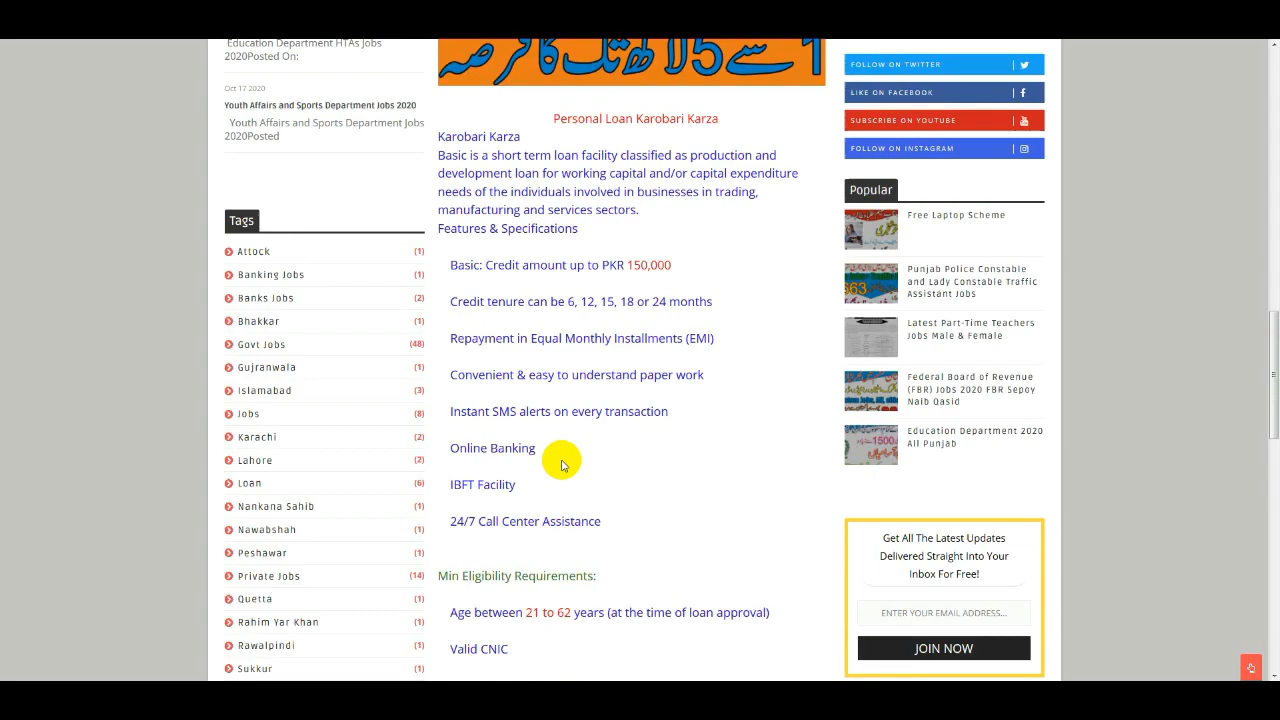 Education Department HTAs Jobs
2020Posted On:
Oct 17 2020
Youth Affairs and Sports Department Jobs 2020
Youth Affairs and Sports Department Jobs
2020Posted
Tags
Attock (1)
Banking Jobs (1)
Banks Jobs (2)
Bhakkar (1)
Govt Jobs (48)
Gujranwala (1)
Islamabad (3)
Jobs (8)
Karachi (2)
Lahore (2)
Loan (6)
Nankana Sahib (1)
Nawabshah (1)
Peshawar (1)
Private Jobs (14)
Quetta (1)
Rahim Yar Khan (1)
Rawalpindi (1)
Sukkur (1)
1 سے 5 لاکھ تک کا قرضہ
Personal Loan Karobari Karza
Karobari Karza
Basic is a short term loan facility classified as production and
development loan for working capital and/or capital expenditure
needs of the individuals involved in businesses in trading,
manufacturing and services sectors.
Features & Specifications
Basic: Credit amount up to PKR 150,000
Credit tenure can be 6, 12, 15, 18 or 24 months
Repayment in Equal Monthly Installments (EMI)
Convenient & easy to understand paper work
Instant SMS alerts on every transaction
Online Banking
IBFT Facility
24/7 Call Center Assistance
Min Eligibility Requirements:
Age between 21 to 62 years (at the time of loan approval)
Valid CNIC
FOLLOW ON TWITTER
LIKE ON FACEBOOK
SUBSCRIBE ON YOUTUBE
FOLLOW ON INSTAGRAM
Popular
Free Laptop Scheme
Punjab Police Constable
and Lady Constable Traffic
Assistant Jobs
Latest Part-Time Teachers
Jobs Male & Female
Federal Board of Revenue
(FBR) Jobs 2020 FBR Sepoy
Naib Qasid
Education Department 2020
All Punjab
Get All The Latest Updates
Delivered Straight Into Your
Inbox For Free!
ENTER YOUR EMAIL ADDRESS...
JOIN NOW